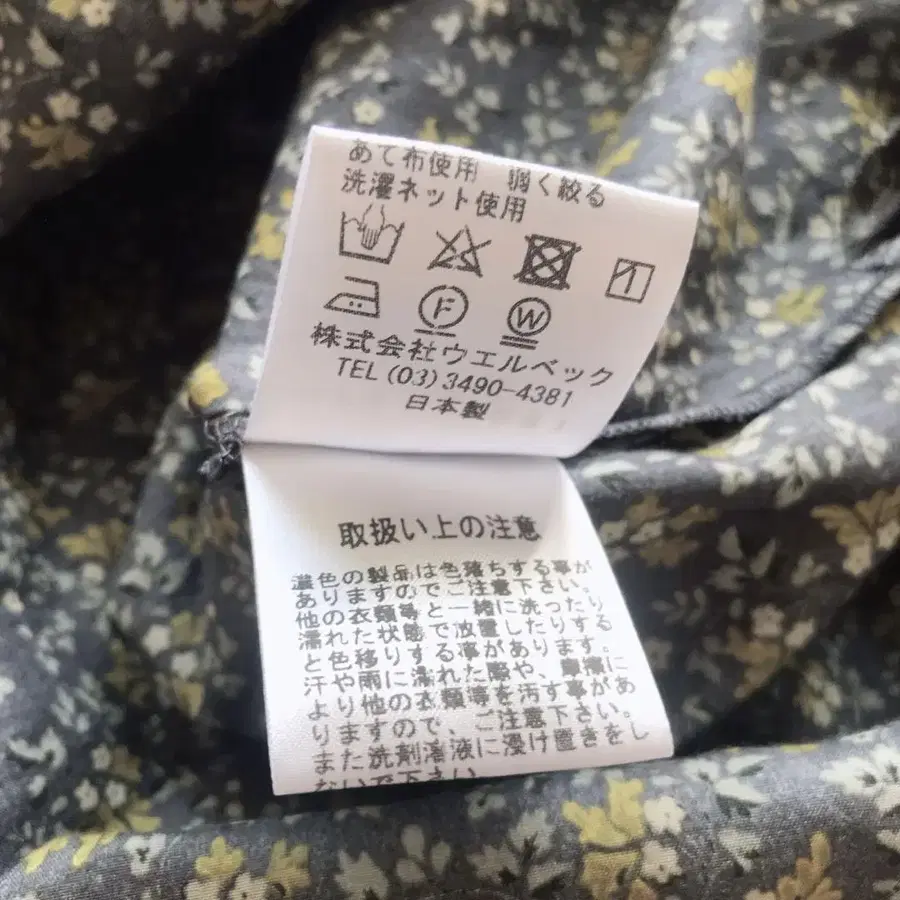 あて布使用 弱く絞る
洗濯ネット使用
F
W
株式会社ウエルベック
TEL (03) 3490-4381
日本製
取扱い上の注意
濃色の製品は色落ちする事が
ありますのでご注意下さい。
他の衣類等と一緒に洗ったり
濡れた状態で放置したりする
と色移りする事があります。
汗や雨に濡れた際や、摩擦に
より他の衣類等を汚す事があ
りますので、ご注意下さい。
また洗剤溶液に浸け置きをし
ないで下さい